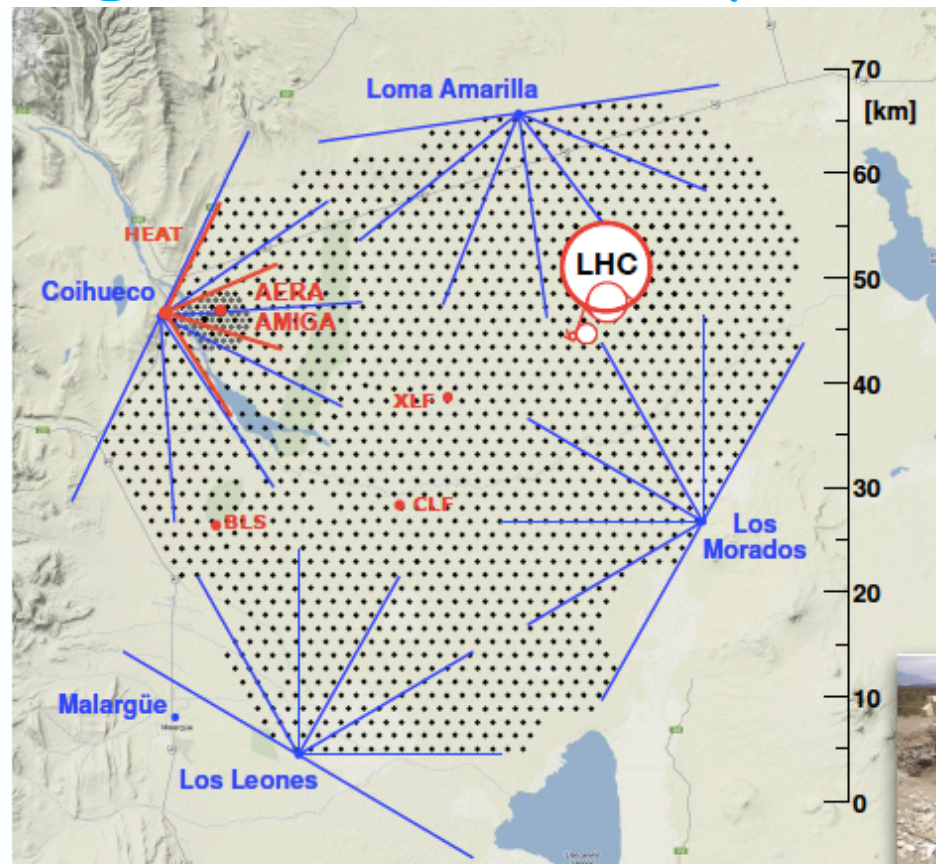 70
[km]
60
50
40
30
20
10
0
Loma Amarilla
HEAT
LHC
Coihueco
AERA
AMIGA
XLF
CLF
BLS
Los
Morados
Malargüe
Los Leones